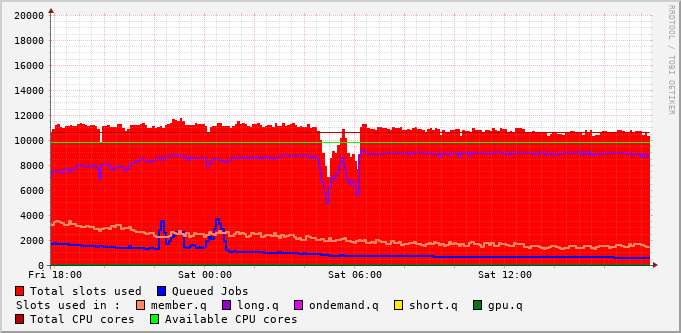 20000
18000
16000
14000
12000
10000
8000
6000
4000
2000
0
Fri 18:00 Sat 00:00 Sat 06:00 Sat 12:00
RRDTOOL / TOBI OETIKER
Total slots used Queued Jobs
Slots used in : member.q long.q ondemand.q short.q gpu.q
Total CPU cores Available CPU cores